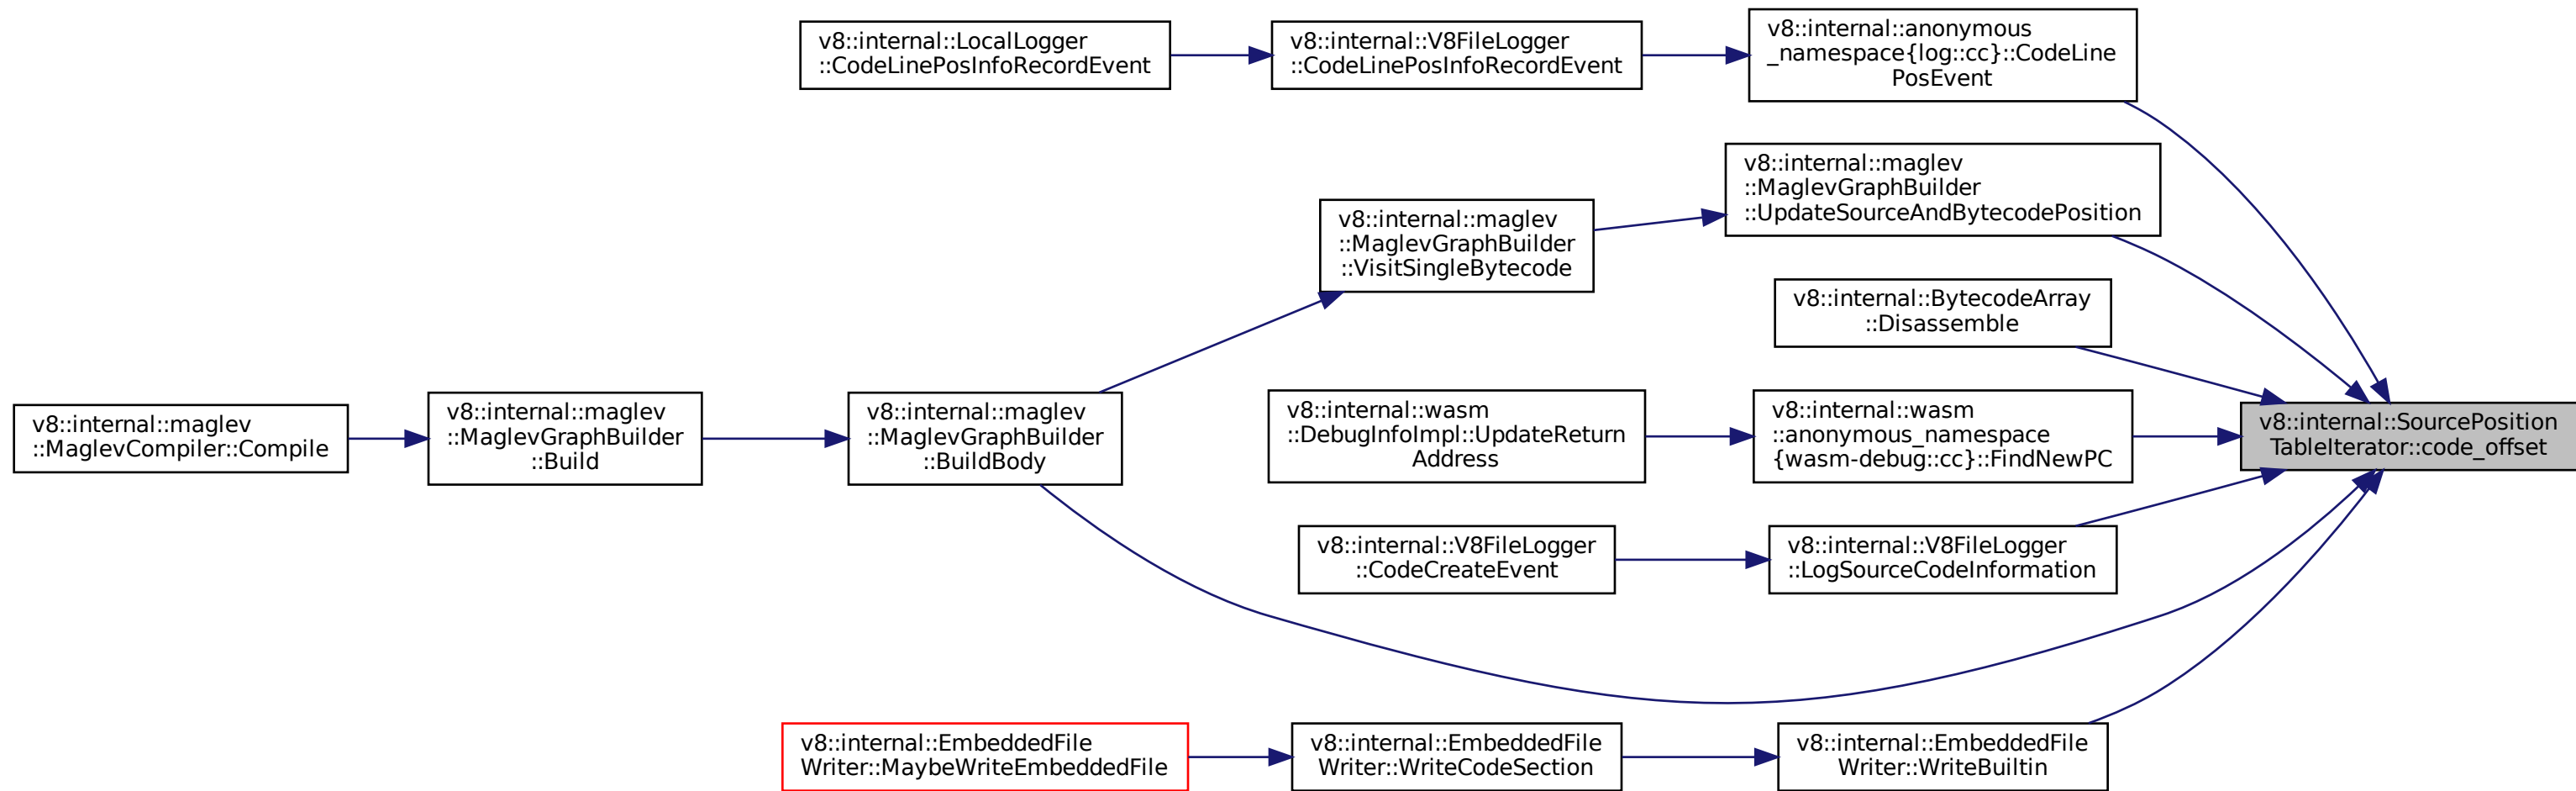 v8::internal::LocalLogger
::CodeLinePosInfoRecordEvent
v8::internal::V8FileLogger
::CodeLinePosInfoRecordEvent
v8::internal::anonymous
_namespace{log::cc}::CodeLine
PosEvent
v8::internal::maglev
::MaglevGraphBuilder
::UpdateSourceAndBytecodePosition
v8::internal::maglev
::MaglevGraphBuilder
::VisitSingleBytecode
v8::internal::BytecodeArray
::Disassemble
v8::internal::maglev
::MaglevCompiler::Compile
v8::internal::maglev
::MaglevGraphBuilder
::Build
v8::internal::maglev
::MaglevGraphBuilder
::BuildBody
v8::internal::wasm
::DebugInfoImpl::UpdateReturn
Address
v8::internal::wasm
::anonymous_namespace
{wasm-debug::cc}::FindNewPC
v8::internal::SourcePosition
TableIterator::code_offset
v8::internal::V8FileLogger
::CodeCreateEvent
v8::internal::V8FileLogger
::LogSourceCodeInformation
v8::internal::EmbeddedFile
Writer::MaybeWriteEmbeddedFile
v8::internal::EmbeddedFile
Writer::WriteCodeSection
v8::internal::EmbeddedFile
Writer::WriteBuiltin